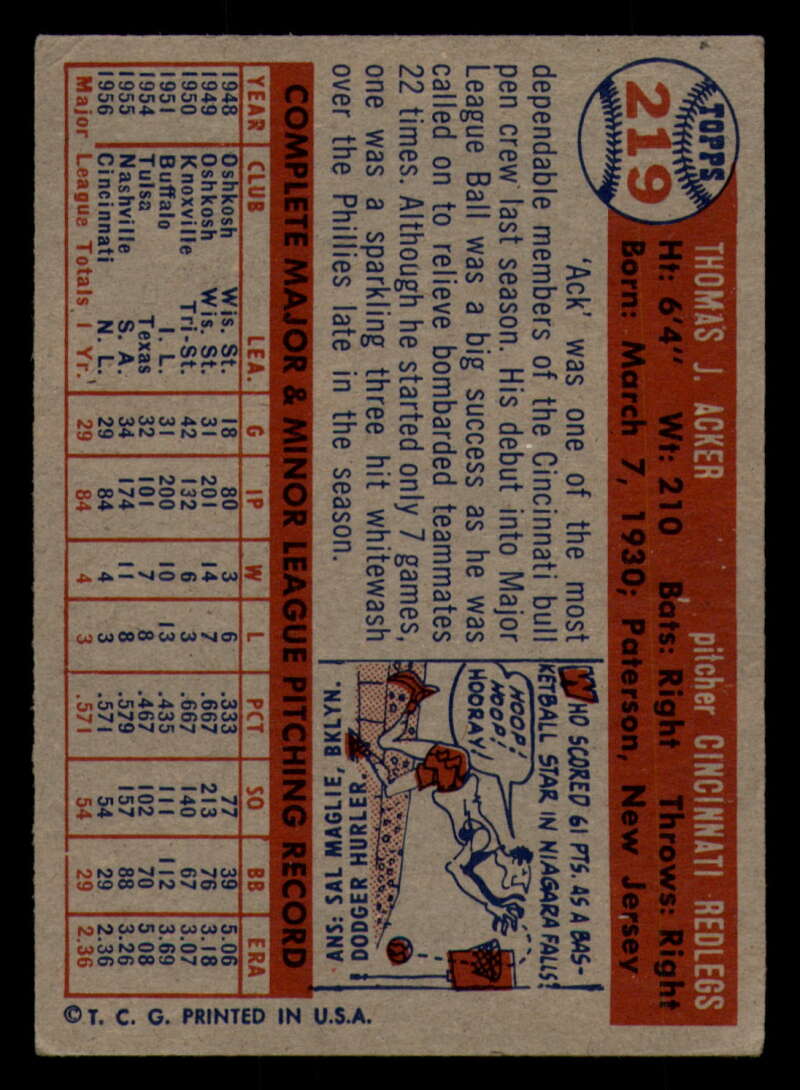 TOPPS
219
THOMAS J. ACKER pitcher CINCINNATI REDLEGS
Ht: 6'4" Wt: 210 Bats: Right Throws: Right
Born: March 7, 1930; Paterson, New Jersey
'Ack' was one of the most
dependable members of the Cincinnati bull
pen crew last season. His debut into Major
League Ball was a big success as he was
called on to relieve bombarded teammates
22 times. Although he started only 7 games,
one was a sparkling three hit whitewash
over the Phillies late in the season.
WHO SCORED 61 PTS. AS A BAS-
KETBALL STAR IN NIAGARA FALLS?
HOOP!
HOOP!
HOORAY!
ANS: SAL MAGLIE, BKLYN.
DODGER HURLER.
COMPLETE MAJOR & MINOR LEAGUE PITCHING RECORD
YEAR CLUB LEA. G IP W L PCT SO BB ERA
1948 Oshkosh Wis. St. 18 80 3 6 .333 77 39 5.06
1949 Oshkosh Wis. St. 31 201 14 7 .667 213 76 3.18
1950 Knoxville Tri-St. 42 132 6 3 .667 140 67 3.07
1951 Buffalo I. L. 31 200 10 13 .435 111 112 3.69
1954 Tulsa Texas 32 101 7 8 .467 102 70 5.08
1955 Nashville S. A. 34 174 11 8 .579 157 88 3.26
1956 Cincinnati N. L. 29 84 4 3 .571 54 29 2.36
Major League Totals 1 Yr. 29 84 4 3 .571 54 29 2.36
© T. C. G. PRINTED IN U.S.A.